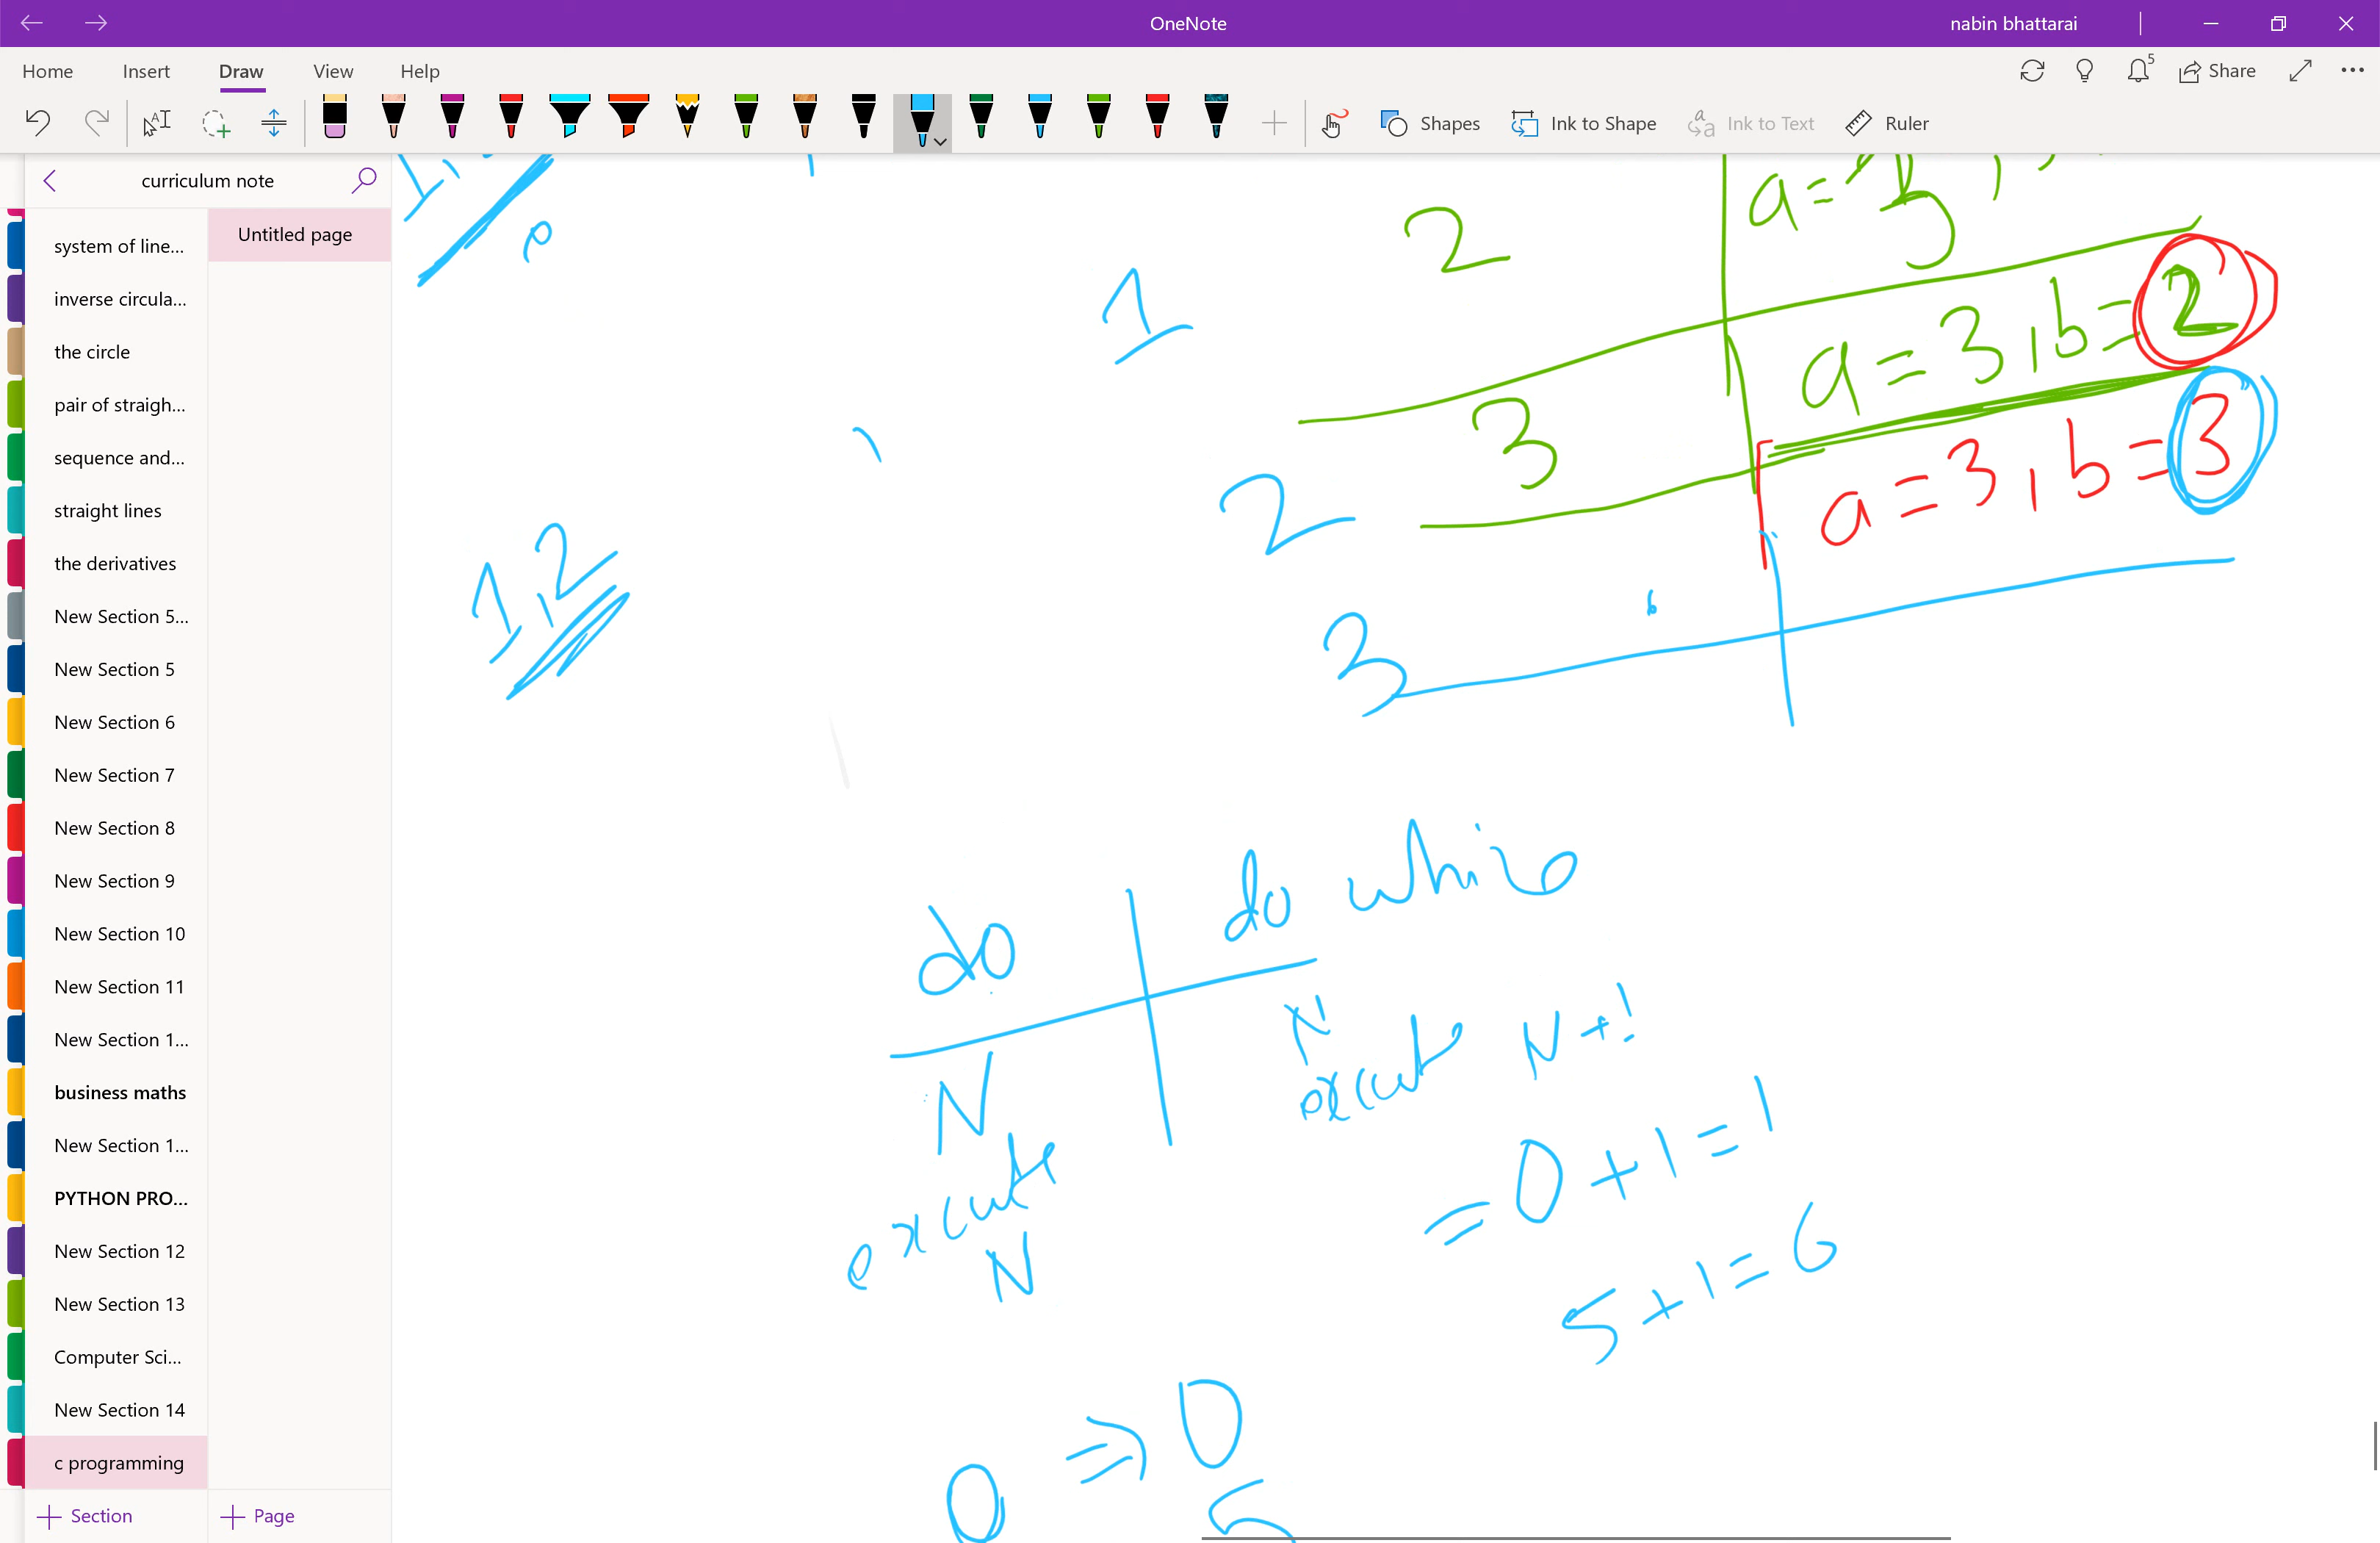 OneNote
nabin bhattarai
Home Insert Draw View Help
5
Share
Shapes
Ink to Shape
Ink to Text
Ruler
curriculum note
Untitled page
system of line...
inverse circula...
the circle
pair of straigh...
sequence and...
straight lines
the derivatives
New Section 5...
New Section 5
New Section 6
New Section 7
New Section 8
New Section 9
New Section 10
New Section 11
New Section 1...
business maths
New Section 1...
PYTHON PRO...
New Section 12
New Section 13
Computer Sci...
New Section 14
c programming
Section
Page
2
1
a=3, b=2
3
a=3, b=3
2
1,2
3
do
do while
N
N
excute
N
excute N+1
=0+1=1
5+1=6
0 => 0
5